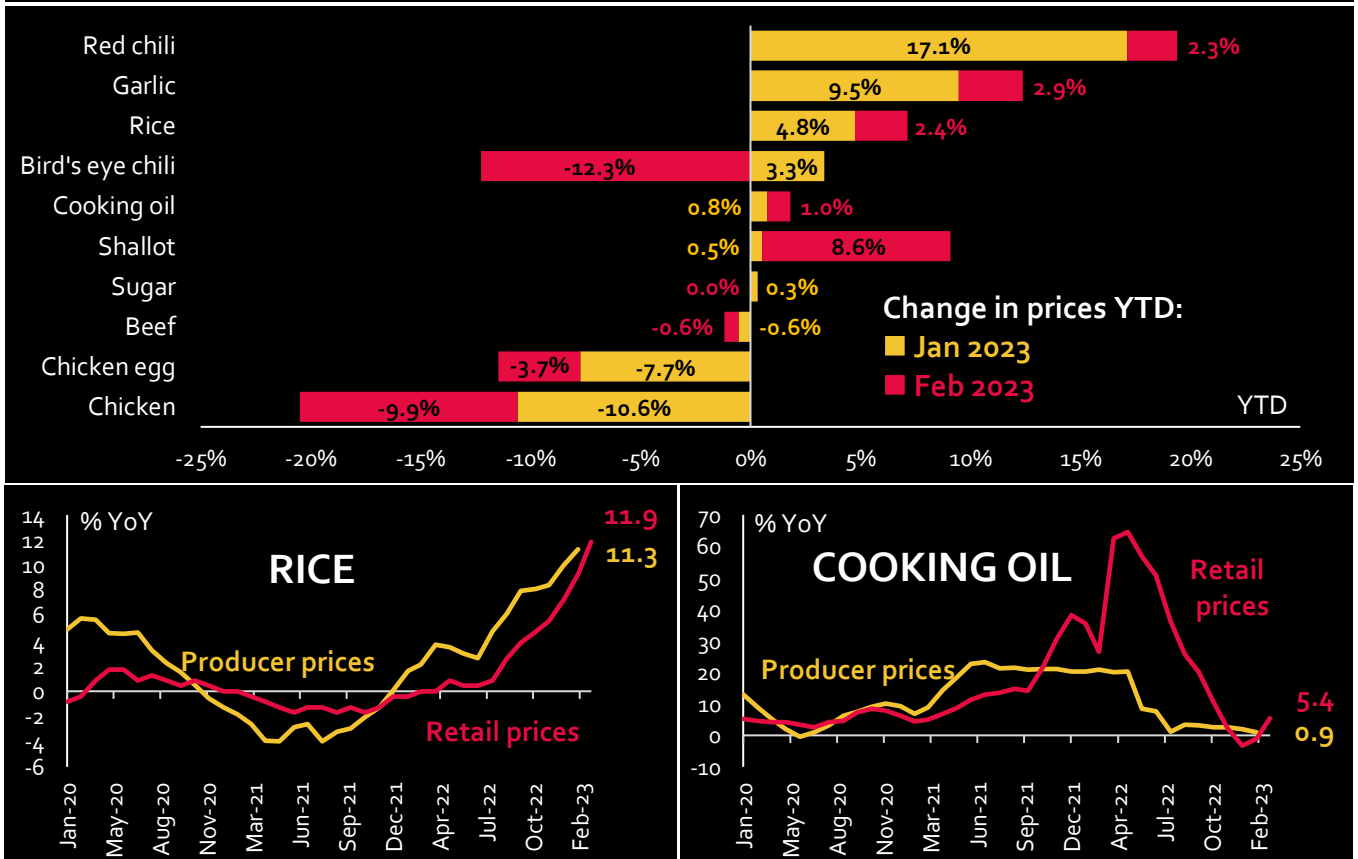 Red chili
17.1%
2.3%
Garlic
9.5%
2.9%
Rice
4.8%
2.4%
Bird's eye chili
-12.3%
3.3%
Cooking oil
0.8%
1.0%
Shallot
0.5%
8.6%
Sugar
0.0%
0.3%
Beef
-0.6%
-0.6%
Chicken egg
-3.7%
-7.7%
Chicken
-9.9%
-10.6%
Change in prices YTD:
Jan 2023
Feb 2023
YTD
-25%
-20%
-15%
-10%
-5%
0%
5%
10%
15%
20%
25%
% YoY
RICE
14
12
10
8
6
4
2
0
-2
-4
-6
11.9
11.3
Producer prices
Retail prices
Jan-20
May-20
Aug-20
Nov-20
Mar-21
Jun-21
Sep-21
Dec-21
Apr-22
Jul-22
Oct-22
Feb-23
% YoY
COOKING OIL
70
60
50
40
30
20
10
0
-10
Retail
prices
Producer prices
5.4
0.9
Jan-20
May-20
Aug-20
Nov-20
Mar-21
Jun-21
Sep-21
Dec-21
Apr-22
Jul-22
Oct-22
Feb-23